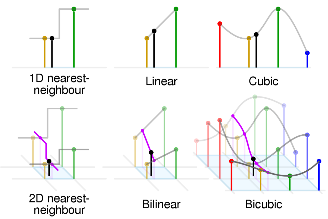 1D nearest-
neighbour
Linear
Cubic
2D nearest-
neighbour
Bilinear
Bicubic